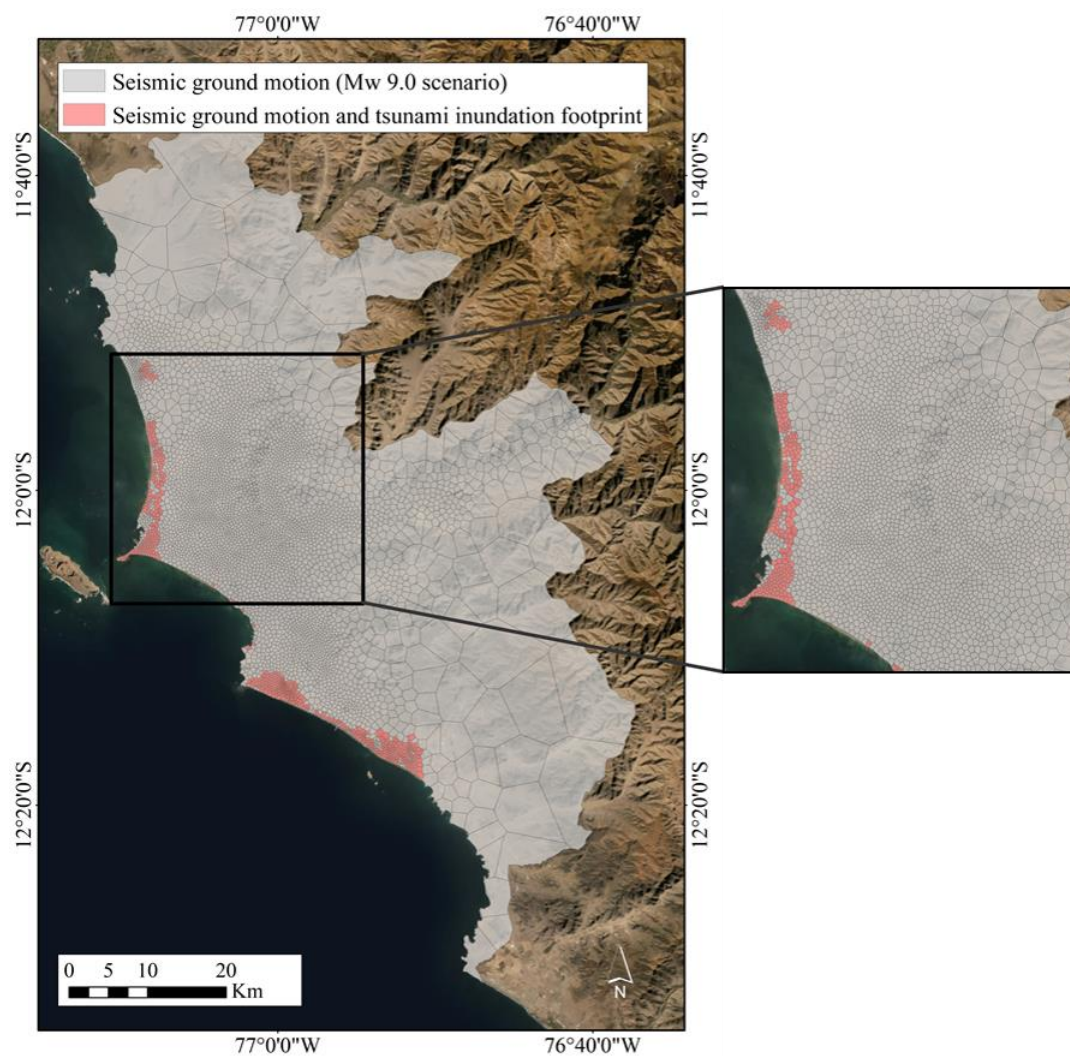 77°0'0"W 76°40'0"W
Seismic ground motion (Mw 9.0 scenario)
Seismic ground motion and tsunami inundation footprint
11°40'0"S 11°40'0"S
12°0'0"S 12°0'0"S
12°20'0"S 12°20'0"S
0 5 10 20
Km
N
77°0'0"W 76°40'0"W